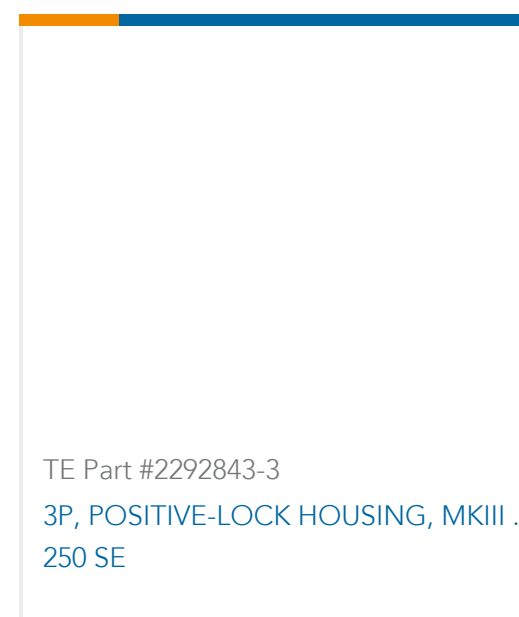 TE Part #2292843-3
3P, POSITIVE-LOCK HOUSING, MKIII .
250 SE